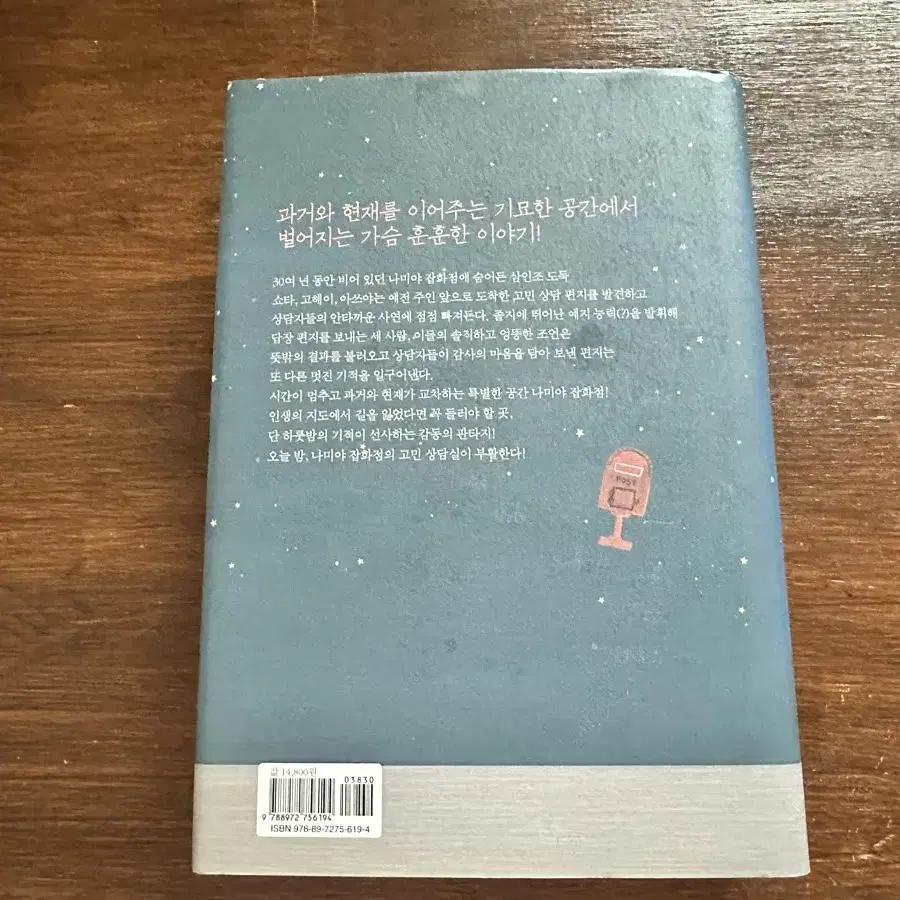 과거와 현재를 이어주는 기묘한 공간에서
벌어지는 가슴 훈훈한 이야기!
30여 년 동안 비어 있던 나미야 잡화점에 숨어든 삼인조 도둑
쇼타, 고헤이, 아쓰야는 예전 주인 앞으로 도착한 고민 상담 편지를 발견하고
상담자들의 안타까운 사연에 점점 빠져든다. 졸지에 뛰어난 예지 능력(?)을 발휘해
답장 편지를 보내는 세 사람. 이들의 솔직하고 엉뚱한 조언은
뜻밖의 결과를 불러오고 상담자들이 감사의 마음을 담아 보낸 편지는
또 다른 멋진 기적을 일구어낸다.
시간이 멈추고 과거와 현재가 교차하는 특별한 공간 나미야 잡화점!
인생의 지도에서 길을 잃었다면 꼭 들러야 할 곳,
단 하룻밤의 기적이 선사하는 감동의 판타지!
오늘 밤, 나미야 잡화점의 고민 상담실이 부활한다!
POST
값 14,800원
03830
9 788972 756194
ISBN 978-89-7275-619-4